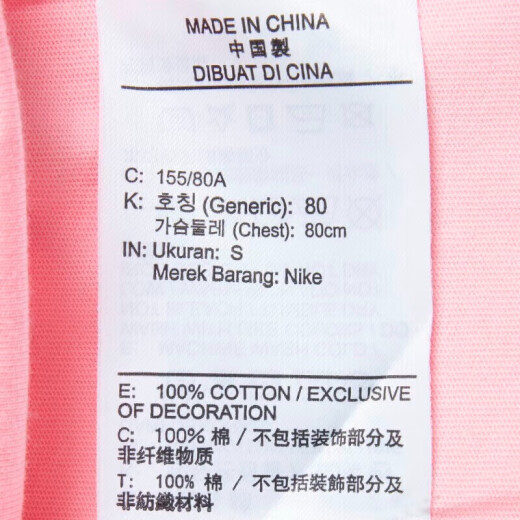 MADE IN CHINA
中国製
DIBUAT DI CINA
C: 155/80A
K: 호칭 (Generic): 80
가슴둘레 (Chest): 80cm
IN: Ukuran: S
Merek Barang: Nike
E: 100% COTTON / EXCLUSIVE
OF DECORATION
C: 100% 棉 / 不包括装饰部分及
非纤维物质
T: 100% 棉 / 不包括裝飾部分及
非紡織材料